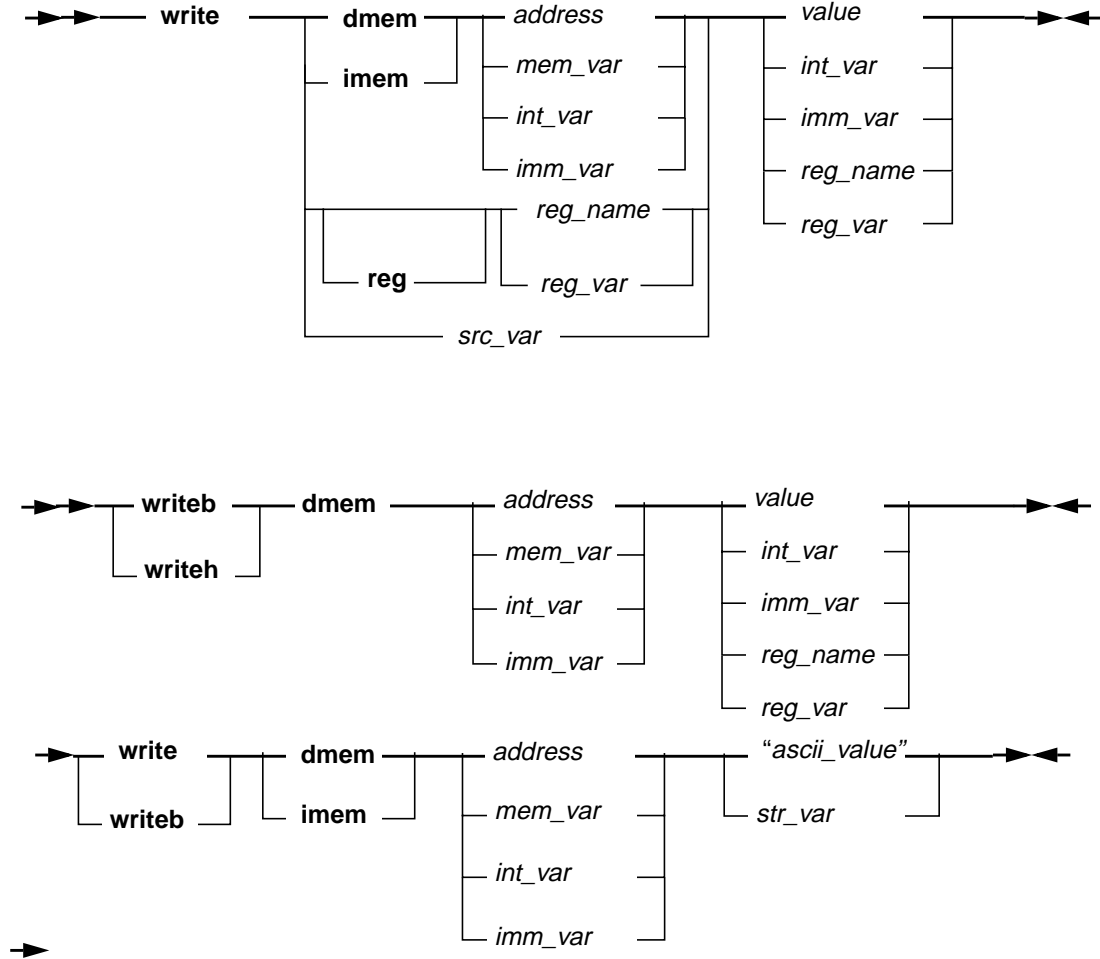 write dmem address value
imem mem_var int_var
int_var imm_var
imm_var reg_name
reg_name reg_var
reg reg_var
src_var
writeb dmem address value
writeh mem_var int_var
int_var imm_var
imm_var reg_name
reg_var
write dmem address “ascii_value”
writeb imem mem_var str_var
int_var
imm_var